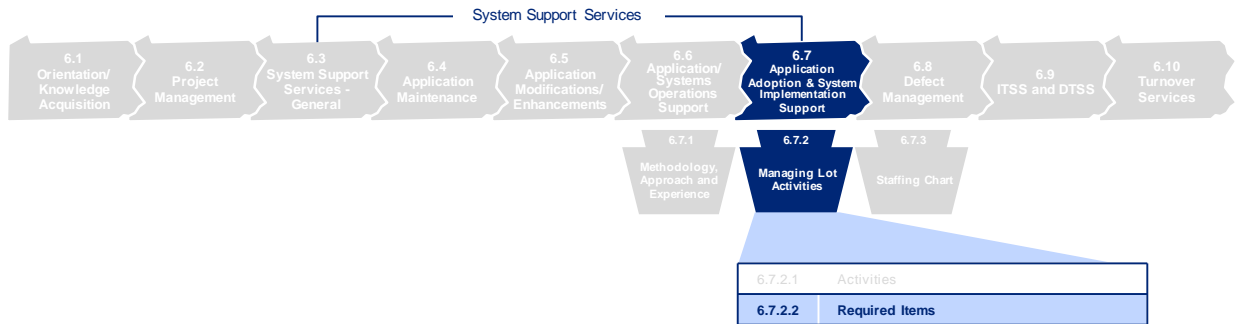 System Support Services
6.1
Orientation/
Knowledge
Acquisition
6.2
Project
Management
6.3
System Support
Services -
General
6.4
Application
Maintenance
6.5
Application
Modifications/
Enhancements
6.6
Application/
Systems
Operations
Support
6.7
Application
Adoption & System
Implementation
Support
6.8
Defect
Management
6.9
ITSS and DTSS
6.10
Turnover
Services
6.7.1
Methodology,
Approach and
Experience
6.7.2
Managing Lot
Activities
6.7.3
Staffing Chart
6.7.2.1 Activities
6.7.2.2 Required Items